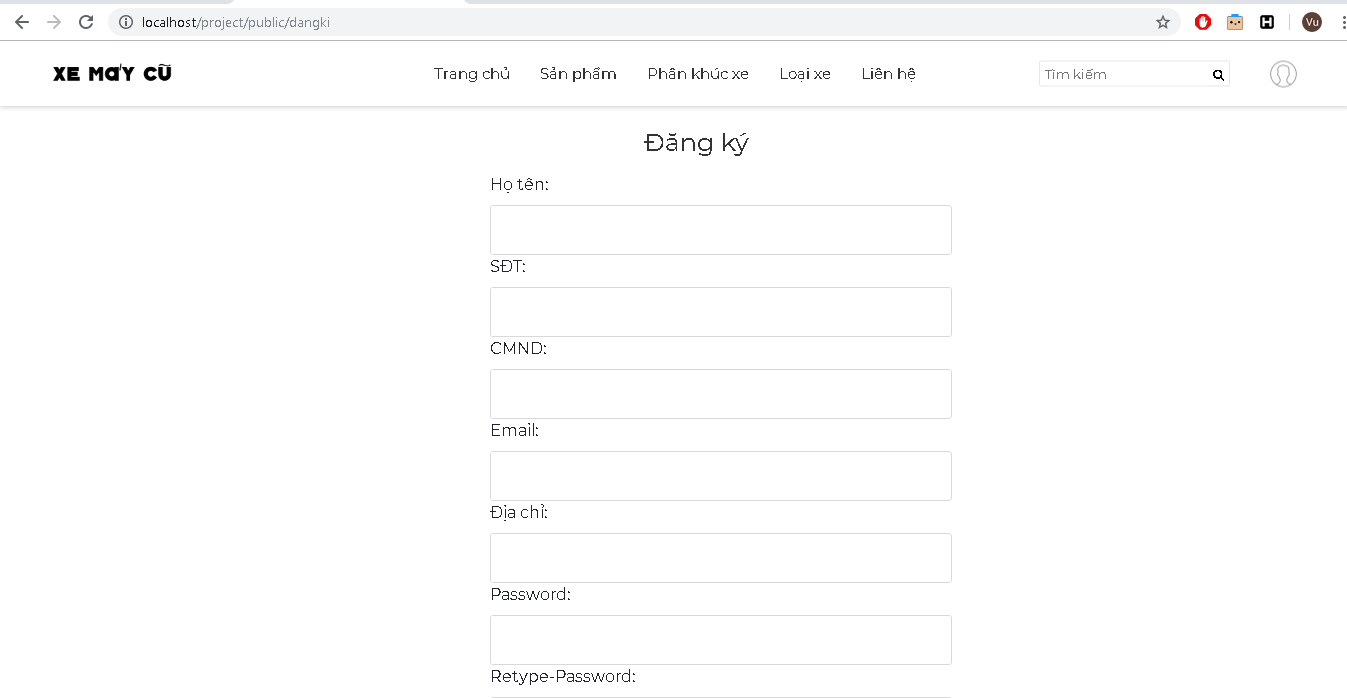 localhost/project/public/dangki
Vu
XE MÁY CŨ
Trang chủ Sản phẩm Phân khúc xe Loại xe Liên hệ Tìm kiếm
Đăng ký
Họ tên:
SĐT:
CMND:
Email:
Địa chỉ:
Password:
Retype-Password: